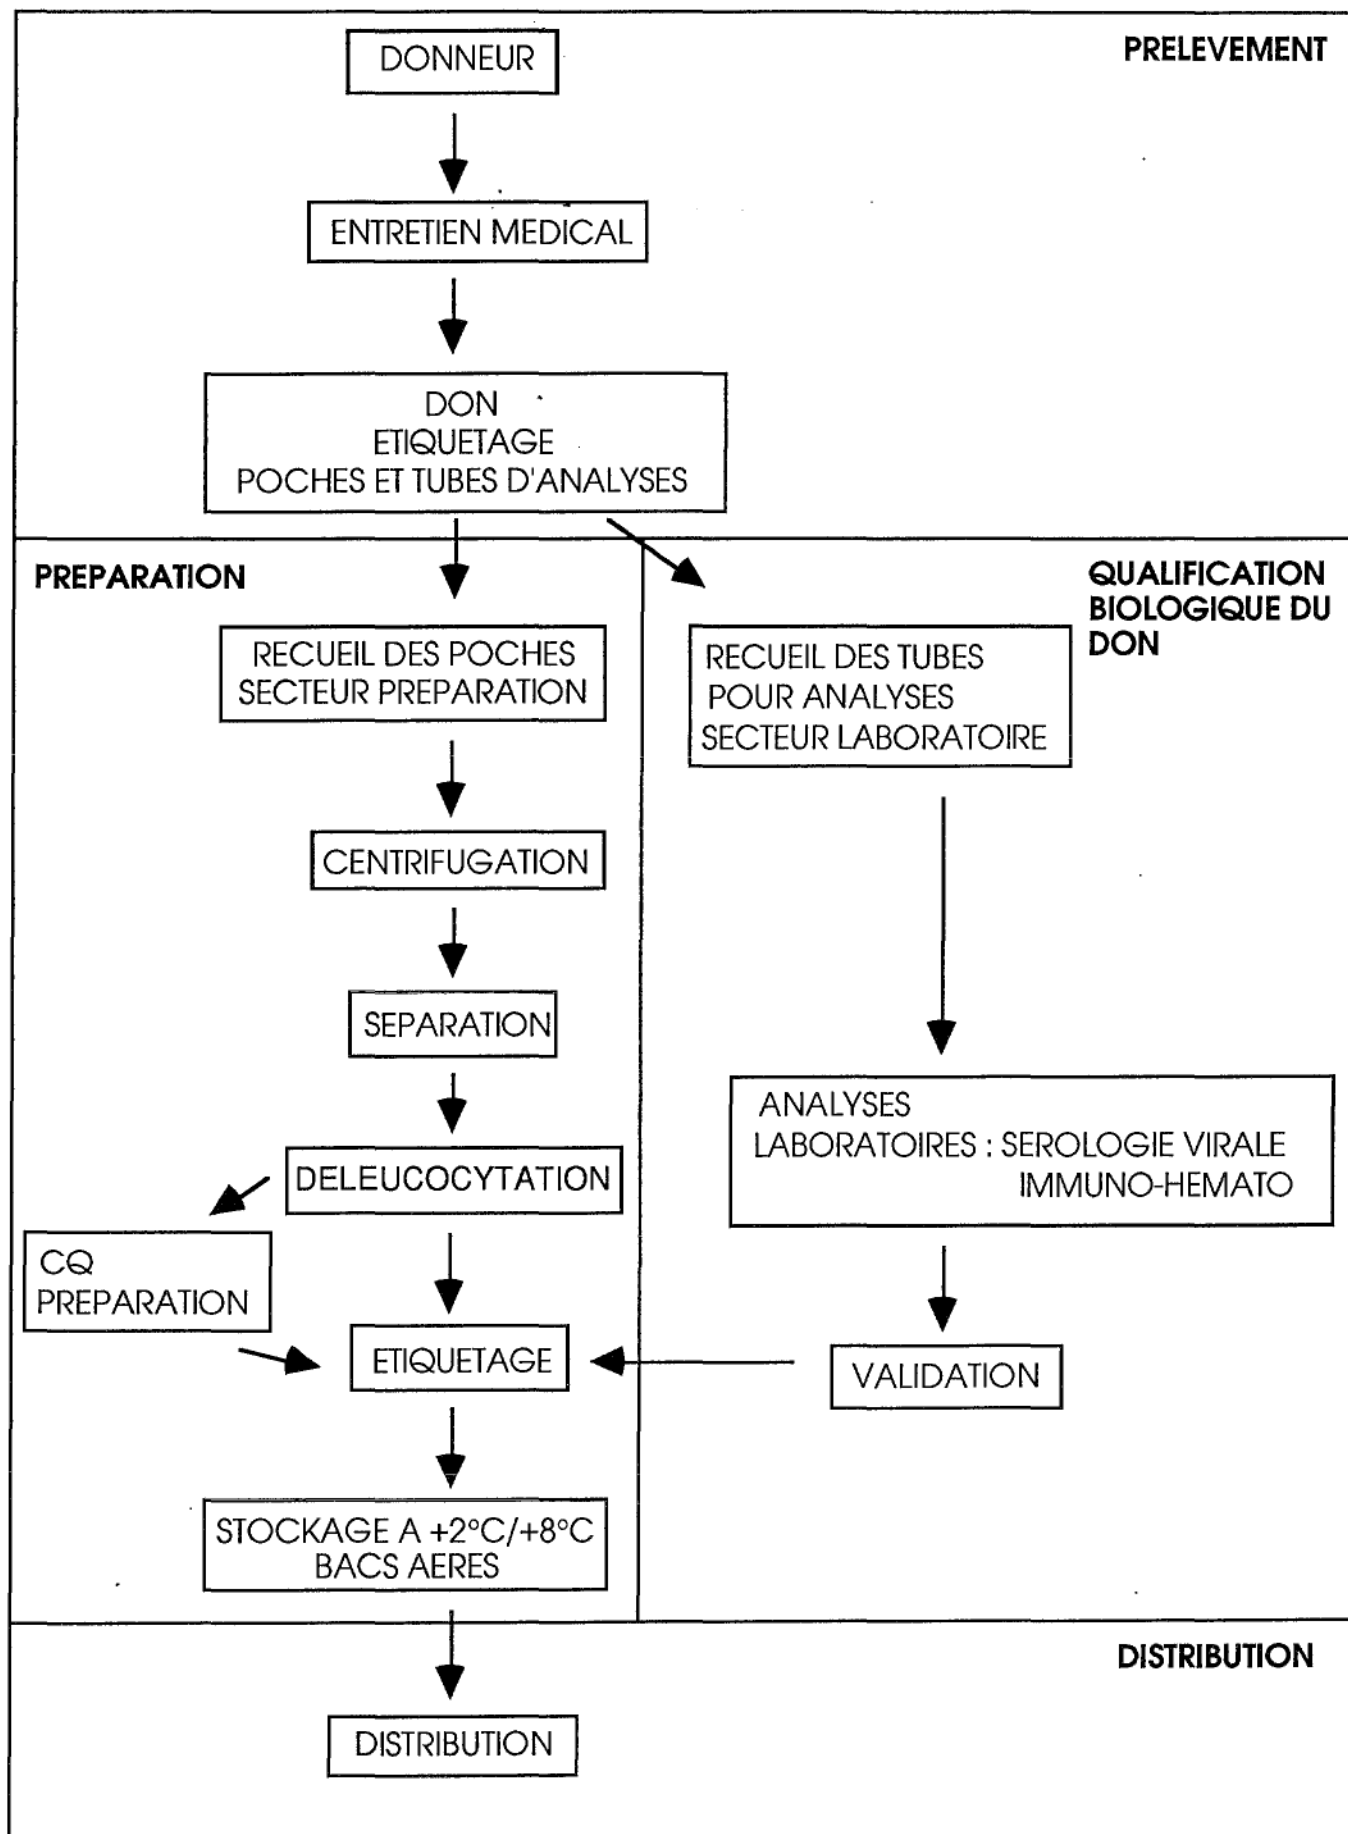 PRELEVEMENT
DONNEUR
ENTRETIEN MEDICAL
DON
ETIQUETAGE
POCHES ET TUBES D'ANALYSES
PREPARATION
RECUEIL DES POCHES
SECTEUR PREPARATION
CENTRIFUGATION
SEPARATION
DELEUCOCYTATION
CQ
PREPARATION
ETIQUETAGE
STOCKAGE A +2°C/+8°C
BACS AERES
QUALIFICATION
BIOLOGIQUE DU
DON
RECUEIL DES TUBES
POUR ANALYSES
SECTEUR LABORATOIRE
ANALYSES
LABORATOIRES : SEROLOGIE VIRALE
IMMUNO-HEMATO
VALIDATION
DISTRIBUTION
DISTRIBUTION